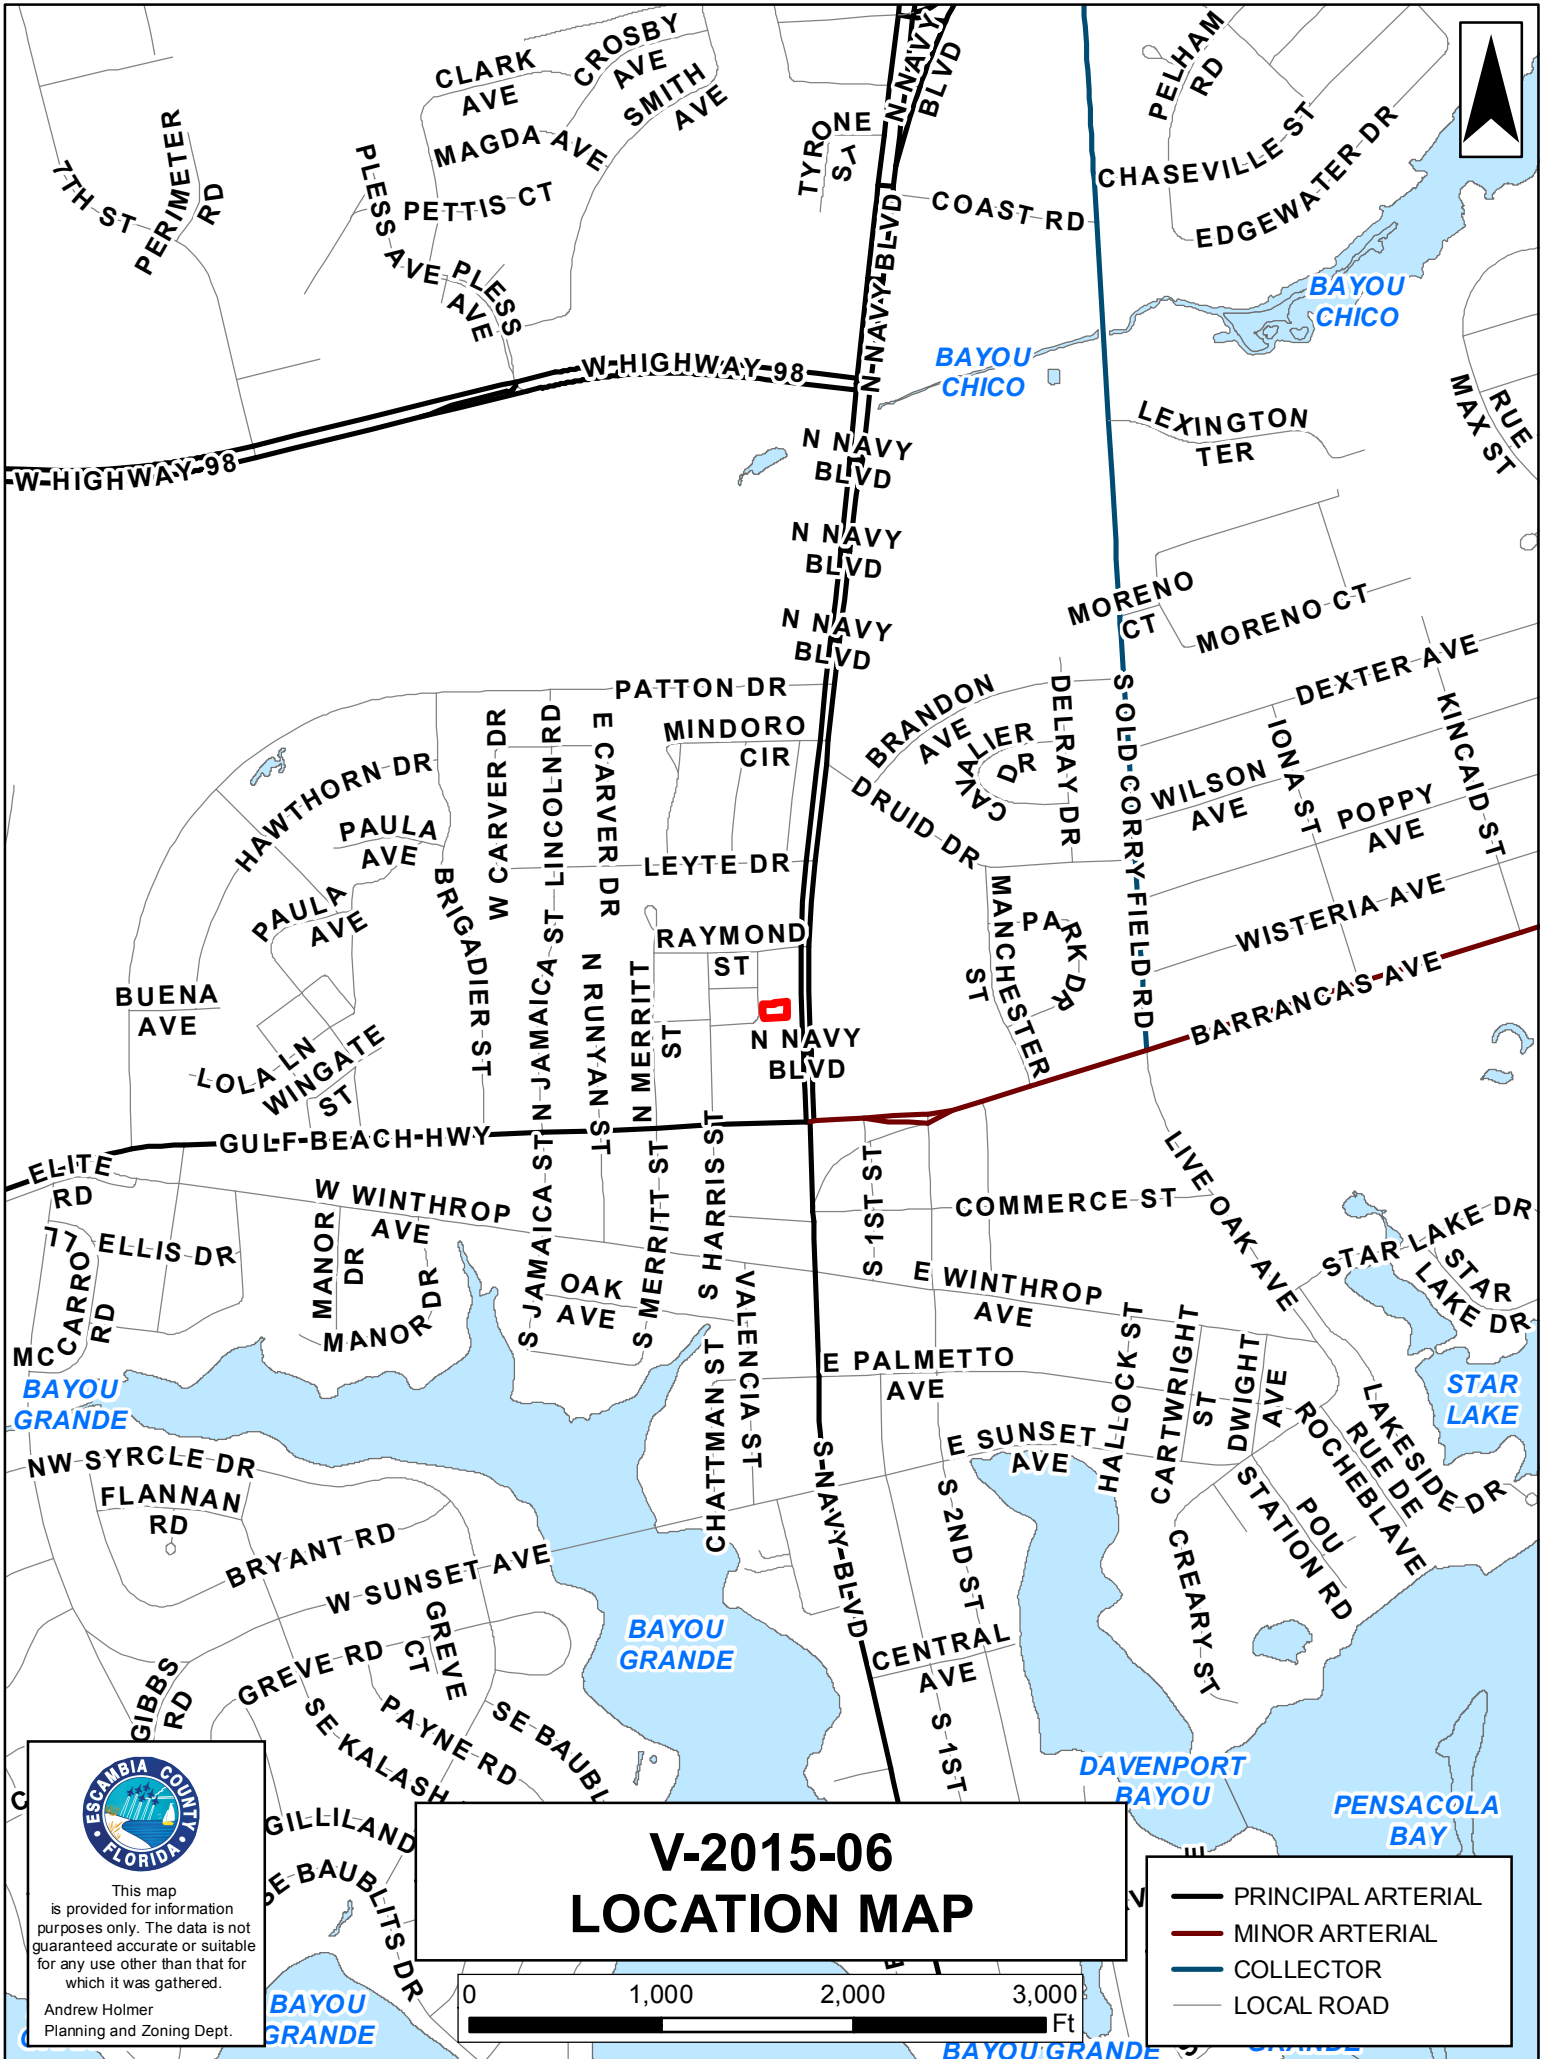 CLARK
AVE
CROSBY
AVE
SMITH
AVE
MAGDA AVE
PETTIS CT
PLESS AVE
PLESS
AVE
7TH ST
PERIMETER
RD
TYRONE
ST
N NAVY
BLVD
N NAVY BLVD
COAST RD
PELHAM
RD
CHASEVILLE ST
EDGEWATER DR
BAYOU
CHICO
BAYOU
CHICO
W HIGHWAY 98
W HIGHWAY 98
RUE
MAX ST
LEXINGTON
TER
N NAVY
BLVD
N NAVY
BLVD
N NAVY
BLVD
MORENO
CT
MORENO CT
DEXTER AVE
KINCAID ST
IONA ST
WILSON
AVE
POPPY
AVE
WISTERIA AVE
BARRANCAS AVE
S OLD CORRY FIELD RD
PATTON DR
MINDORO
CIR
BRANDON
AVE
CAVALIER
DR
DELRAY DR
DRUID DR
HAWTHORN DR
PAULA
AVE
PAULA
AVE
BRIGADIER ST
W CARVER DR
LINCOLN RD
E CARVER DR
LEYTE DR
MANCHESTER
ST
PARK DR
RAYMOND
ST
N JAMAICA ST
N RUNYAN ST
N MERRITT
ST
N NAVY
BLVD
BUENA
AVE
LOLA LN
WINGATE
ST
GULF BEACH HWY
ELITE
RD
W WINTHROP
AVE
ELLIS DR
MCCARROLL
RD
MANOR
DR
MANOR DR
S JAMAICA ST
OAK
AVE
S MERRITT ST
S HARRIS ST
VALENCIA ST
CHATTMAN ST
S 1ST ST
COMMERCE ST
LIVE OAK AVE
E WINTHROP
AVE
STAR LAKE DR
STAR
LAKE DR
STAR
LAKE
E PALMETTO
AVE
HALLOCK ST
CARTWRIGHT
ST
DWIGHT
AVE
E SUNSET
AVE
LAKESIDE DR
RUE DE
ROCHEBLAVE
POU
STATION RD
CREARY ST
S NAVY BLVD
S 2ND ST
CENTRAL
AVE
S 1ST
BAYOU
GRANDE
NW SYRCLE DR
FLANNAN
RD
BRYANT RD
W SUNSET AVE
GREVE
CT
GREVE RD
GIBBS
RD
PAYNE RD
SE KALASH
SE BAUBL
GILLILAND
SE BAUBLITS DR
BAYOU
GRANDE
DAVENPORT
BAYOU
PENSACOLA
BAY
BAYOU
GRANDE
BAYOU GRANDE
GRANDE
ESCAMBIA COUNTY
FLORIDA
This map
is provided for information
purposes only. The data is not
guaranteed accurate or suitable
for any use other than that for
which it was gathered.
Andrew Holmer
Planning and Zoning Dept.
V-2015-06
LOCATION MAP
0 1,000 2,000 3,000
Ft
PRINCIPAL ARTERIAL
MINOR ARTERIAL
COLLECTOR
LOCAL ROAD